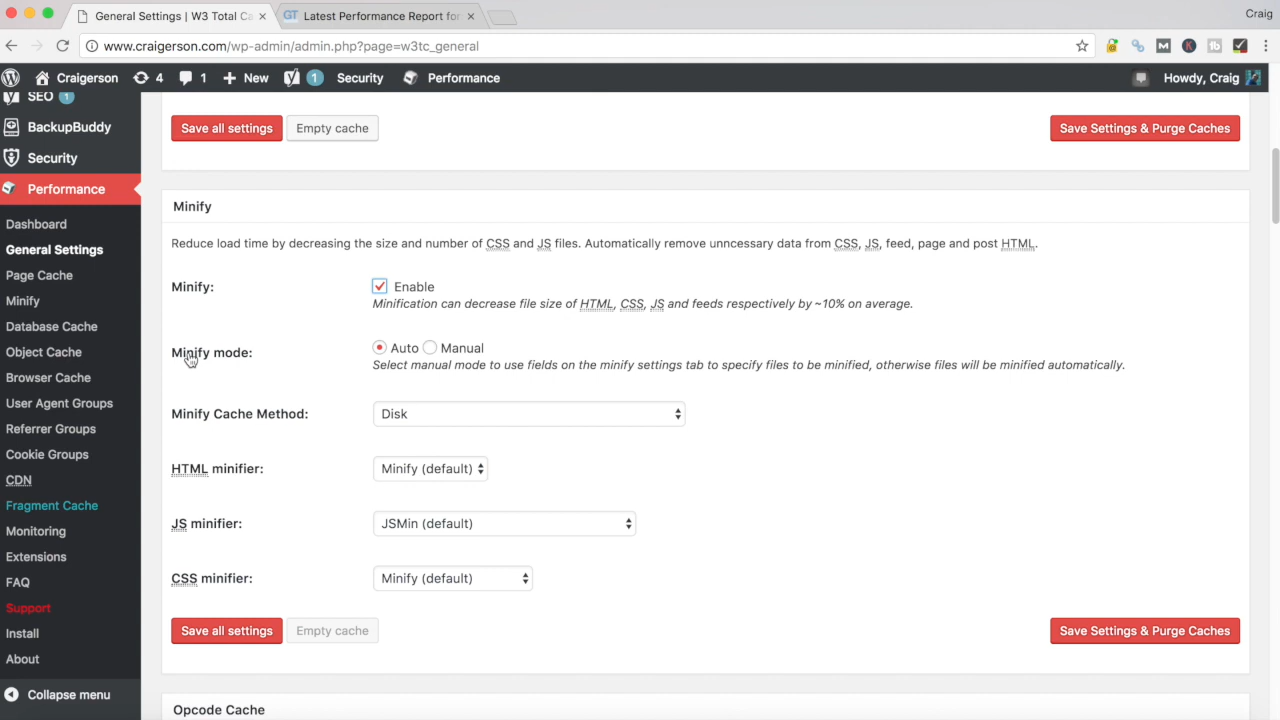 General Settings | W3 Total Ca
GT Latest Performance Report for
Craig
www.craigerson.com/wp-admin/admin.php?page=w3tc_general
Craigerson 4 1 New 1 Security Performance Howdy, Craig
SEO 1
BackupBuddy
Security
Performance
Dashboard
General Settings
Page Cache
Minify
Database Cache
Object Cache
Browser Cache
User Agent Groups
Referrer Groups
Cookie Groups
CDN
Fragment Cache
Monitoring
Extensions
FAQ
Support
Install
About
Collapse menu
Save all settings Empty cache Save Settings & Purge Caches
Minify
Reduce load time by decreasing the size and number of CSS and JS files. Automatically remove unncessary data from CSS, JS, feed, page and post HTML.
Minify: Enable
Minification can decrease file size of HTML, CSS, JS and feeds respectively by ~10% on average.
Minify mode: Auto Manual
Select manual mode to use fields on the minify settings tab to specify files to be minified, otherwise files will be minified automatically.
Minify Cache Method: Disk
HTML minifier: Minify (default)
JS minifier: JSMin (default)
CSS minifier: Minify (default)
Save all settings Empty cache Save Settings & Purge Caches
Opcode Cache